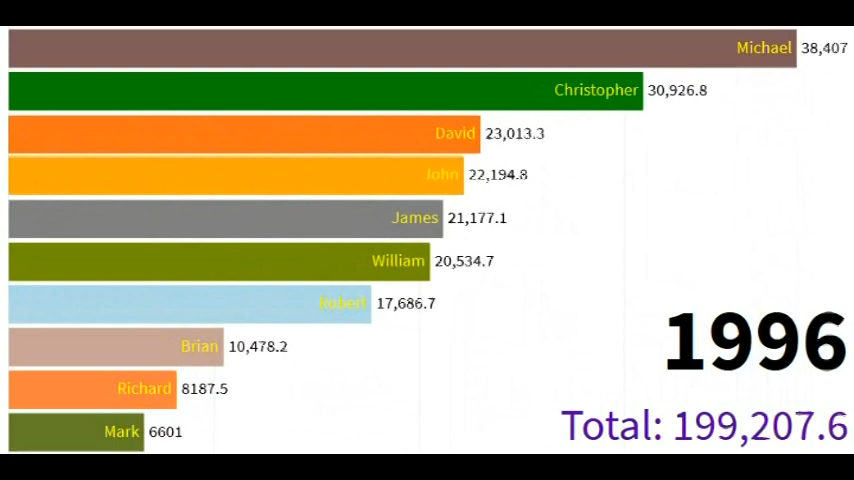 Michael 38,407
Christopher 30,926.8
David 23,013.3
John 22,194.8
James 21,177.1
William 20,534.7
Robert 17,686.7
Brian 10,478.2
Richard 8187.5
Mark 6601
1996
Total: 199,207.6